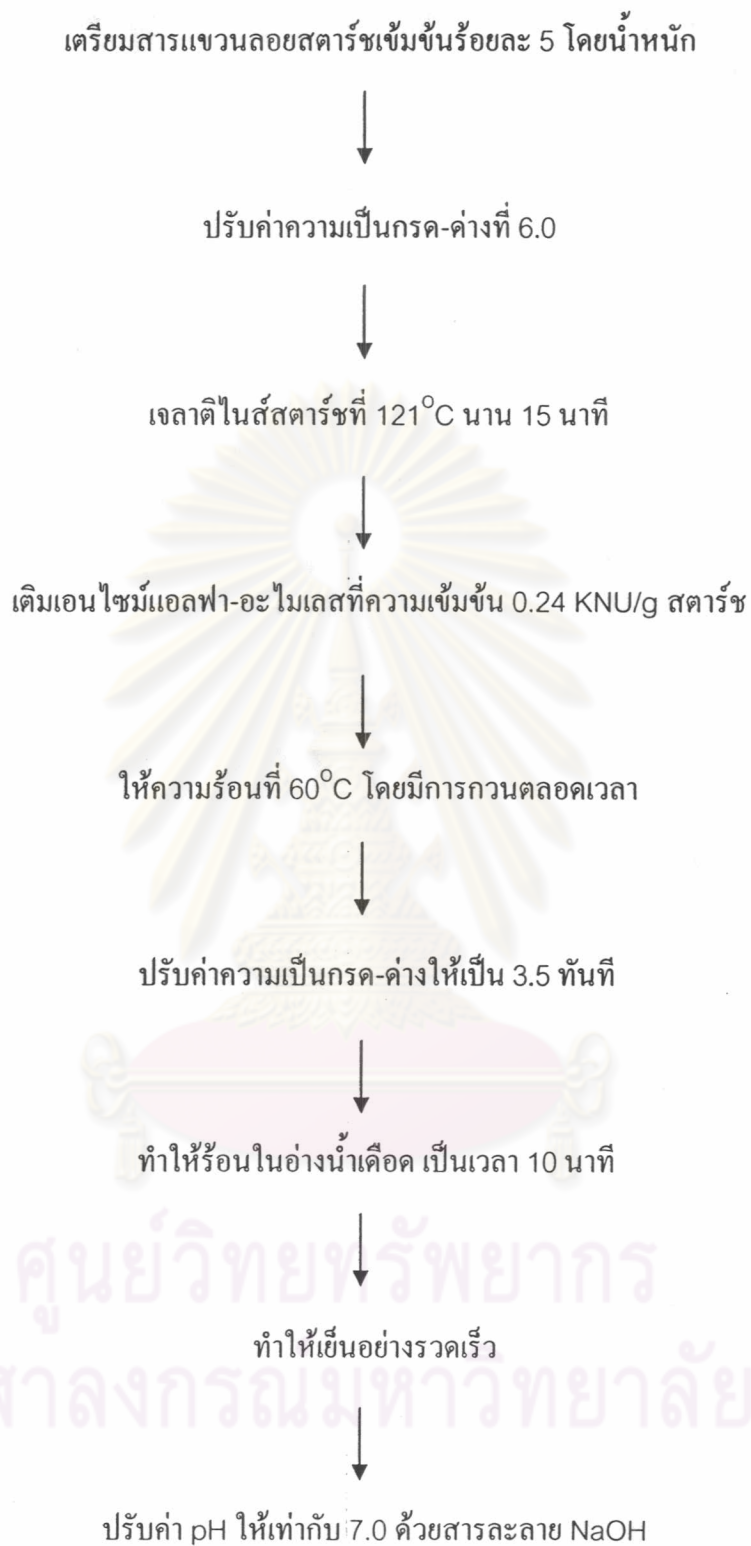 เตรียมสารแขวนลอยสตาร์ชเข้มข้นร้อยละ 5 โดยน้ำหนัก
ปรับค่าความเป็นกรด-ด่างที่ 6.0
เจลาติไนส์สตาร์ชที่ 121°C นาน 15 นาที
เติมเอนไซม์แอลฟา-อะไมเลสที่ความเข้มข้น 0.24 KNU/g สตาร์ช
ให้ความร้อนที่ 60°C โดยมีการกวนตลอดเวลา
ปรับค่าความเป็นกรด-ด่างให้เป็น 3.5 ทันที
ทำให้ร้อนในอ่างน้ำเดือด เป็นเวลา 10 นาที
ศูนย์วิทยทรัพยากร
ทำให้เย็นอย่างรวดเร็ว
ฬาลงกรณ์มหาวิทยาลัย
ปรับค่า pH ให้เท่ากับ 7.0 ด้วยสารละลาย NaOH